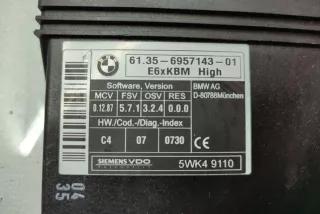 61.35-6957143-01
E6xKBM High
Software, Version
BMW AG
D-80788München
MCV FSV OSV RES
0.12.87 5.7.1 3.2.4 0.0.0
HW./Cod.-/Diag.-Index
C4 07 0730 CE
SIEMENS VDO
5WK4 9110
04
35